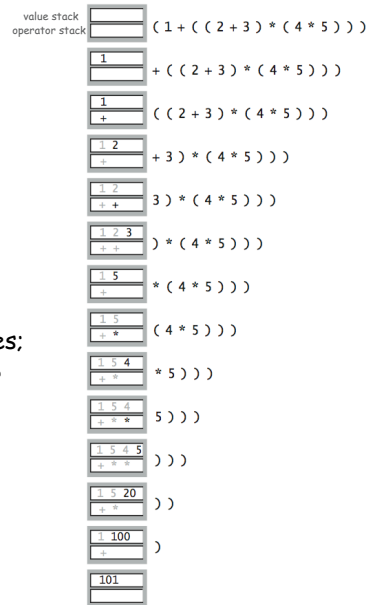 value stack
operator stack
( 1 + ( ( 2 + 3 ) * ( 4 * 5 ) ) )
1
+ ( ( 2 + 3 ) * ( 4 * 5 ) ) )
1
+
( ( 2 + 3 ) * ( 4 * 5 ) ) )
1 2
+
+ 3 ) * ( 4 * 5 ) ) )
1 2
+ +
3 ) * ( 4 * 5 ) ) )
1 2 3
+ +
) * ( 4 * 5 ) ) )
1 5
+
* ( 4 * 5 ) ) )
1 5
+ *
( 4 * 5 ) ) )
es;
1 5 4
+ *
* 5 ) ) )
1 5 4
+ * *
5 ) ) )
1 5 4 5
+ * *
) ) )
1 5 20
+ *
) )
1 100
+
)
101